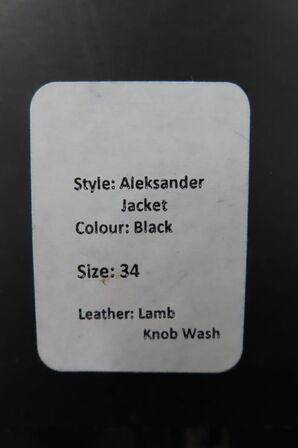 Style: Aleksander
Jacket
Colour: Black
Size: 34
Leather: Lamb
Knob Wash